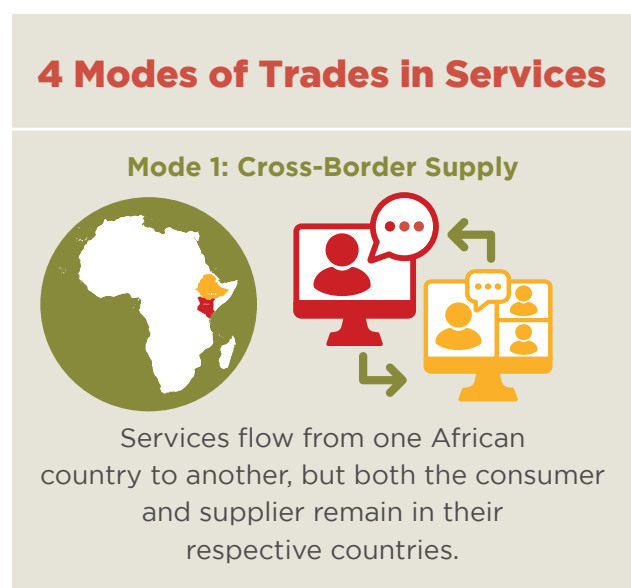 4 Modes of Trades in Services
Mode 1: Cross-Border Supply
Services flow from one African
country to another, but both the consumer
and supplier remain in their
respective countries.